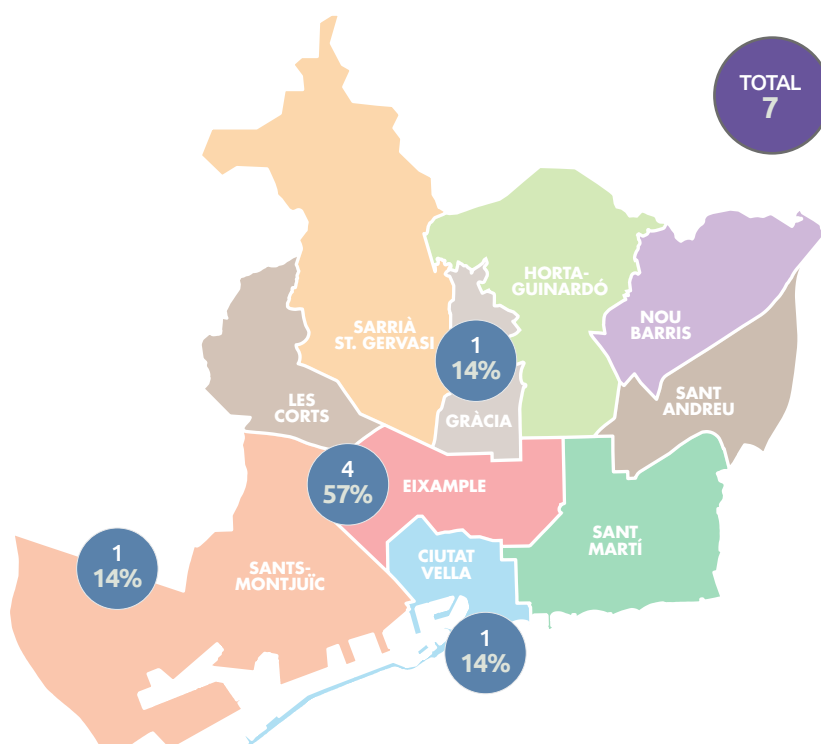 TOTAL
7
HORTA-
GUINARDÓ
NOU
BARRIS
SARRIÀ
ST. GERVASI
1
14%
LES
CORTS
GRÀCIA
SANT
ANDREU
4
57%
EIXAMPLE
SANT
MARTÍ
1
14%
SANTS-
MONTJUÏC
CIUTAT
VELLA
1
14%